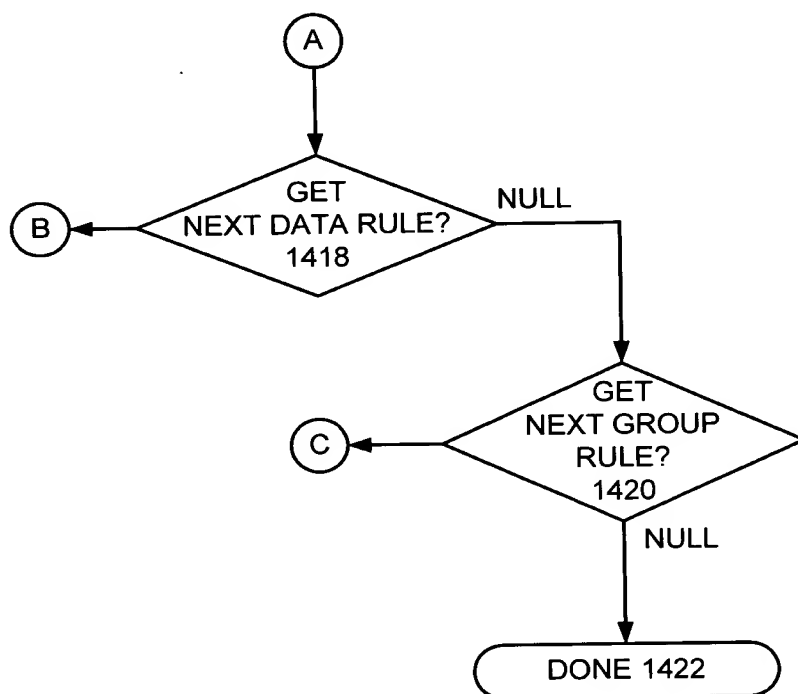 A
GET
NEXT DATA RULE?
1418
NULL
B
GET
NEXT GROUP
RULE?
1420
C
NULL
DONE 1422